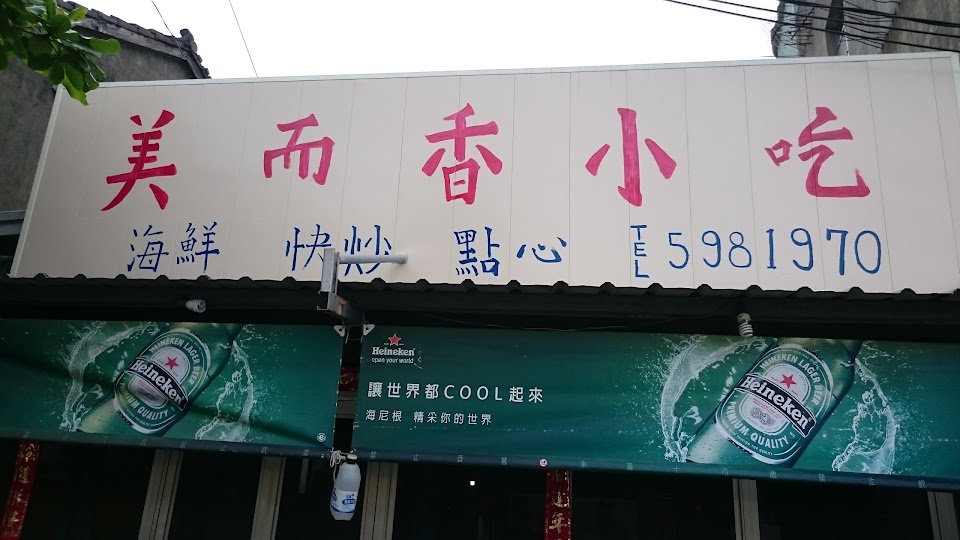 美而香小吃
海鮮 快炒 點心 TEL 5981970
Heineken
open your world
讓世界都COOL起來
海尼根 精采你的世界
HEINEKEN LAGER BEER
Heineken
PREMIUM QUALITY
HEINEKEN LAGER BEER
Heineken
PREMIUM QUALITY